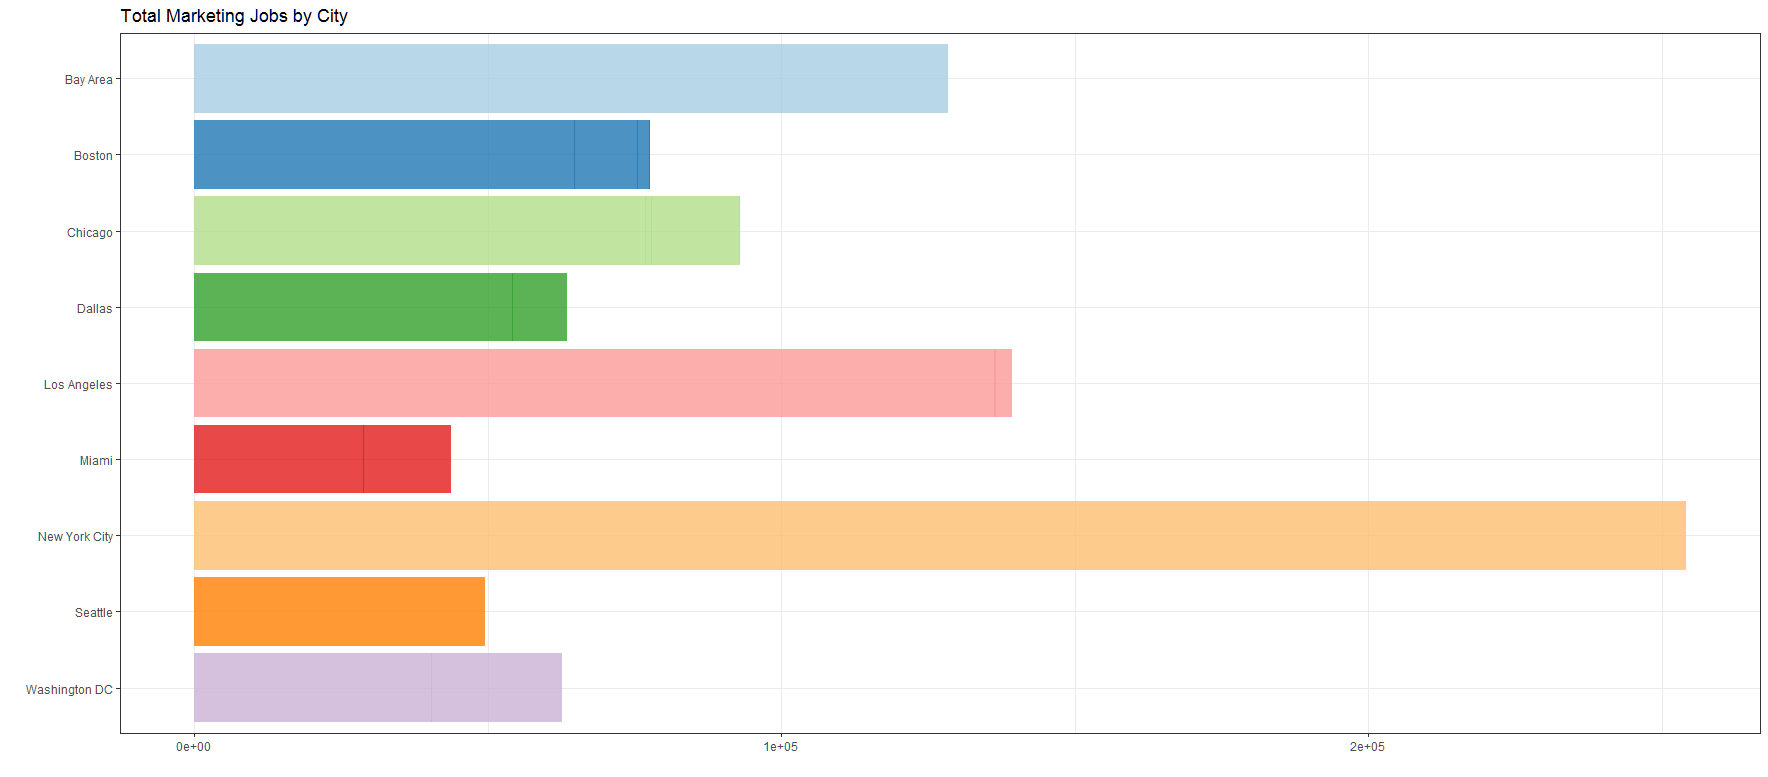 Total Marketing Jobs by City
Bay Area
Boston
Chicago
Dallas
Los Angeles
Miami
New York City
Seattle
Washington DC
0e+00 1e+05 2e+05